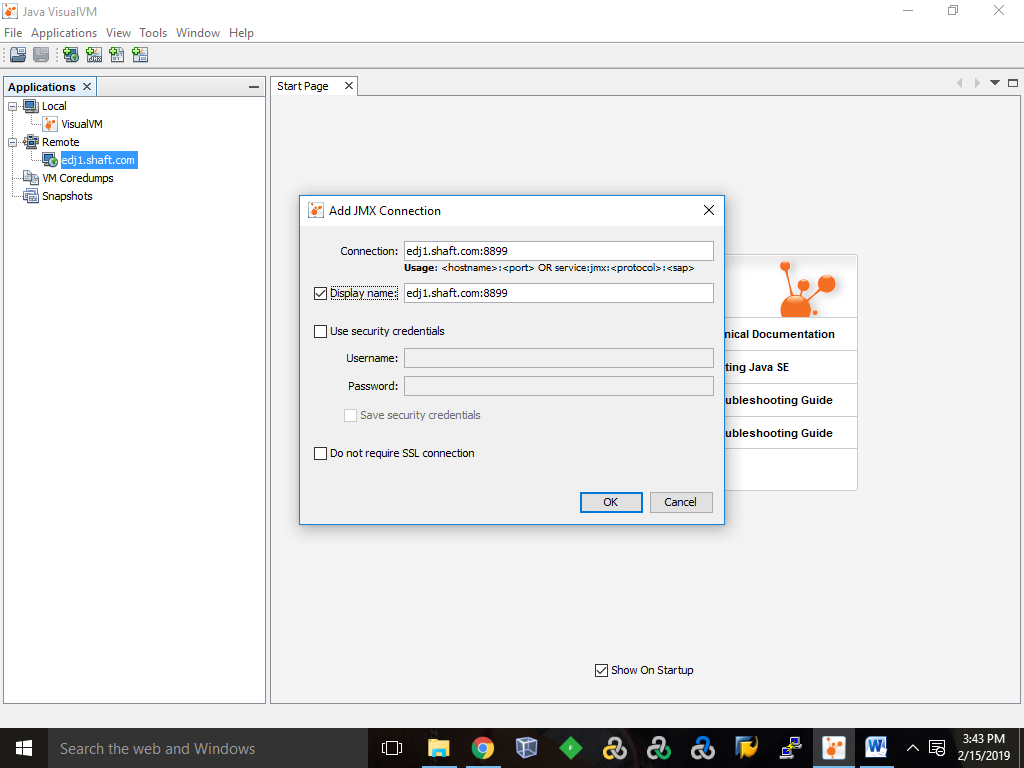 Java VisualVM
File Applications View Tools Window Help
Applications
Start Page
Local
VisualVM
Remote
edj1.shaft.com
VM Coredumps
Snapshots
Add JMX Connection
Connection: edj1.shaft.com:8899
Usage: <hostname>:<port> OR service:jmx:<protocol>:<sap>
Display name: edj1.shaft.com:8899
Use security credentials
Username:
Password:
Save security credentials
Do not require SSL connection
OK Cancel
nical Documentation
ting Java SE
ubleshooting Guide
ubleshooting Guide
Show On Startup
Search the web and Windows
3:43 PM
2/15/2019